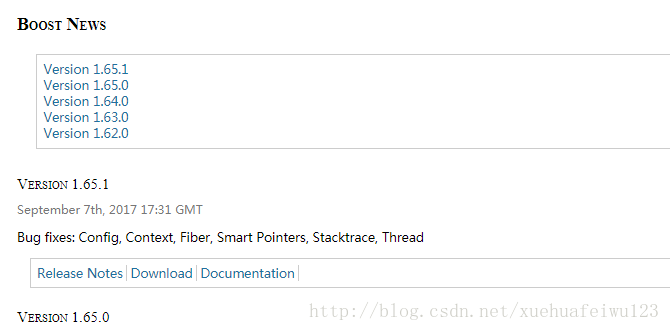 Boost News
Version 1.65.1
Version 1.65.0
Version 1.64.0
Version 1.63.0
Version 1.62.0
Version 1.65.1
September 7th, 2017 17:31 GMT
Bug fixes: Config, Context, Fiber, Smart Pointers, Stacktrace, Thread
Release Notes Download Documentation
Version 1.65.0
http://blog.csdn.net/xuehuafeiwu123